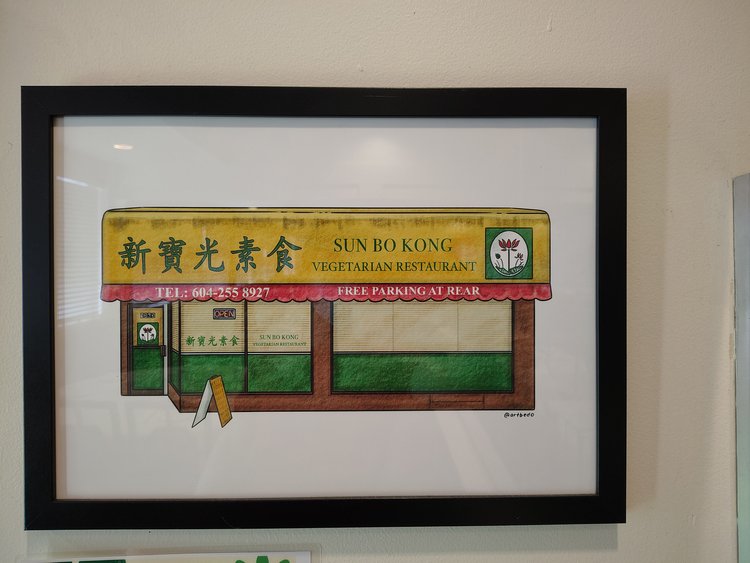 新寶光素食
SUN BO KONG
VEGETARIAN RESTAURANT
TEL: 604-255 8927
FREE PARKING AT REAR
OPEN
新寶光素食
SUN BO KONG
VEGETARIAN RESTAURANT
@artbedo